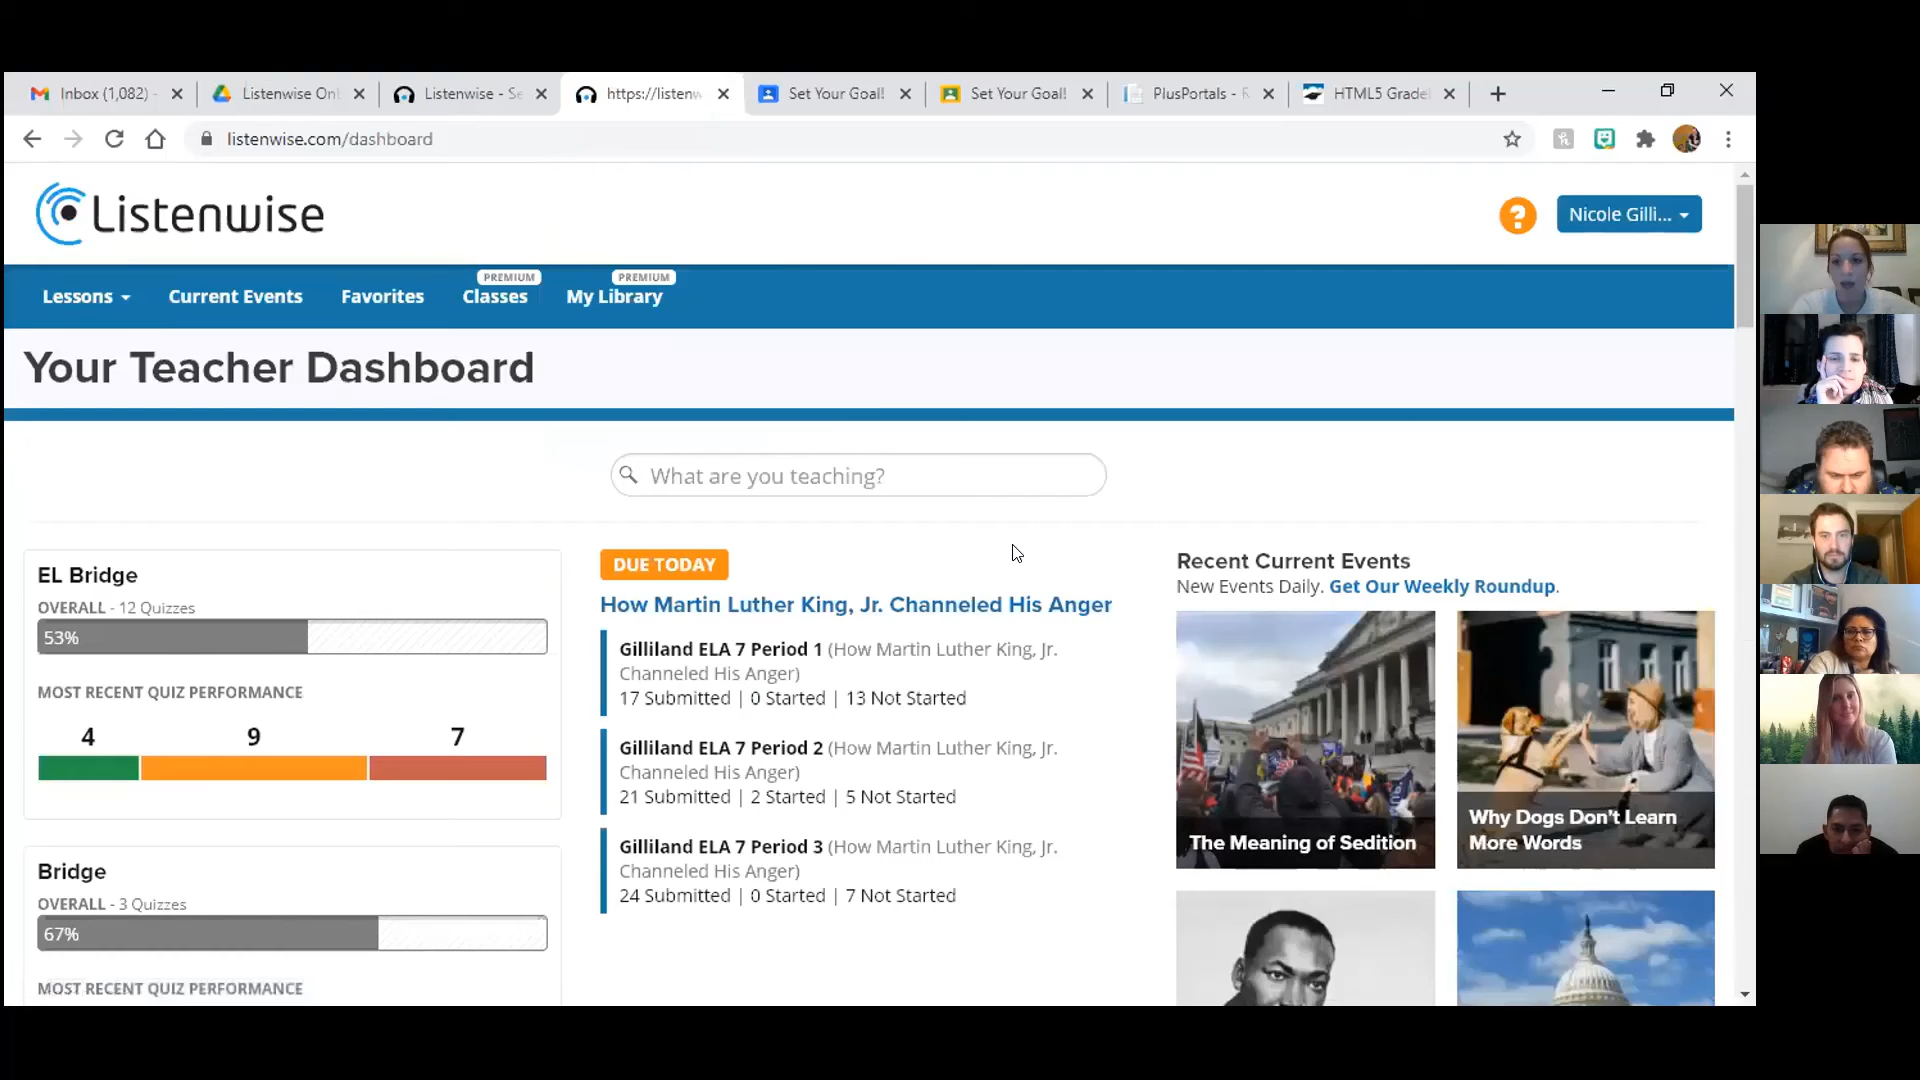 Inbox (1,082) -
Listenwise Onl
Listenwise - Se
https://listenw
Set Your Goal!
Set Your Goal!
PlusPortals - R
HTML5 Grade
listenwise.com/dashboard
Listenwise
Nicole Gilli...
Lessons
Current Events
Favorites
PREMIUM
Classes
PREMIUM
My Library
Your Teacher Dashboard
What are you teaching?
EL Bridge
OVERALL - 12 Quizzes
53%
MOST RECENT QUIZ PERFORMANCE
4 9 7
Bridge
OVERALL - 3 Quizzes
67%
MOST RECENT QUIZ PERFORMANCE
DUE TODAY
How Martin Luther King, Jr. Channeled His Anger
Gilliland ELA 7 Period 1 (How Martin Luther King, Jr.
Channeled His Anger)
17 Submitted | 0 Started | 13 Not Started
Gilliland ELA 7 Period 2 (How Martin Luther King, Jr.
Channeled His Anger)
21 Submitted | 2 Started | 5 Not Started
Gilliland ELA 7 Period 3 (How Martin Luther King, Jr.
Channeled His Anger)
24 Submitted | 0 Started | 7 Not Started
Recent Current Events
New Events Daily. Get Our Weekly Roundup.
The Meaning of Sedition
Why Dogs Don't Learn
More Words